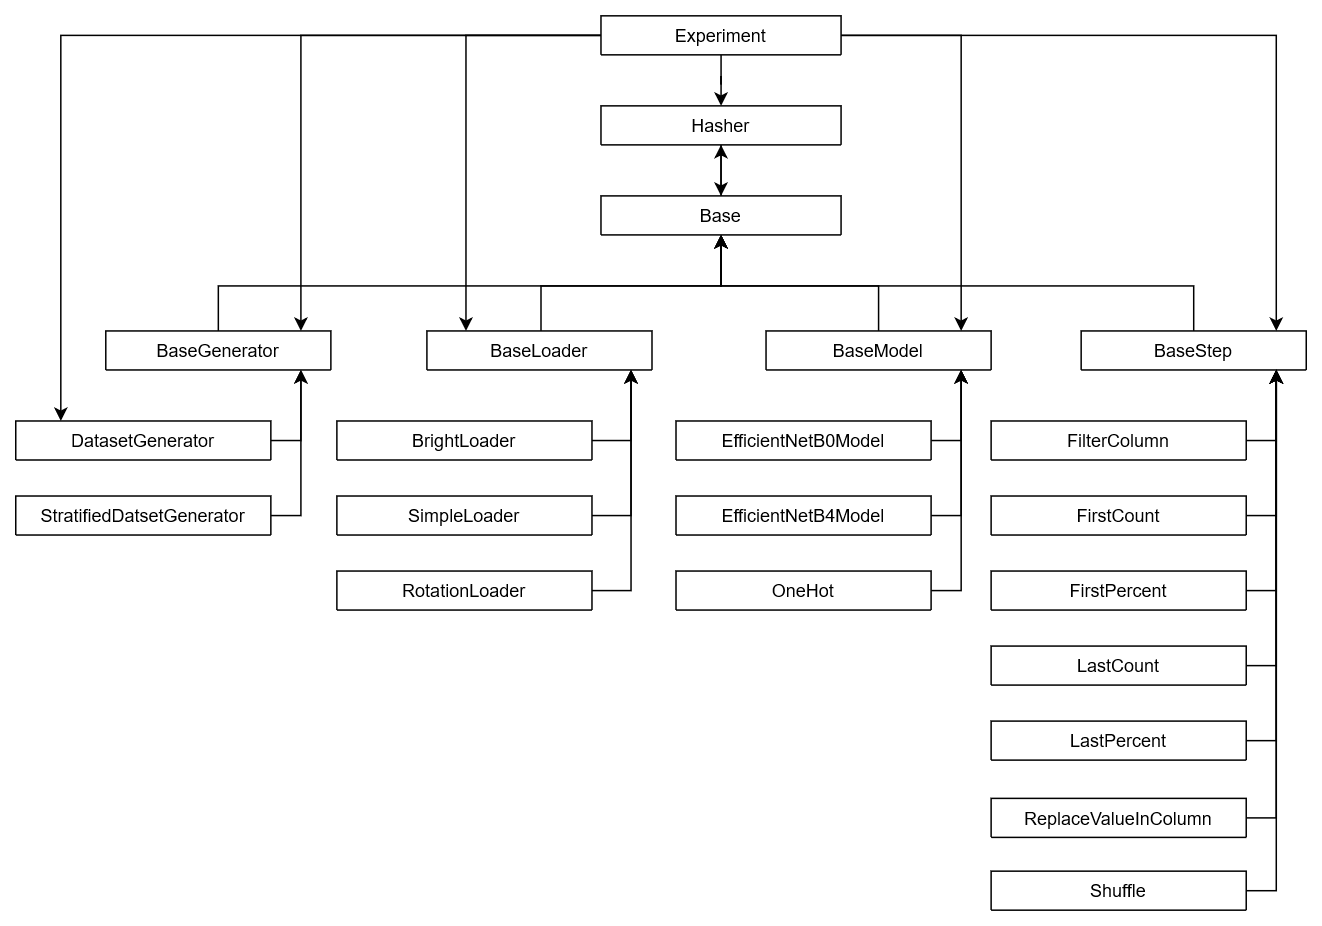 Experiment
Hasher
Base
BaseGenerator
BaseLoader
BaseModel
BaseStep
DatasetGenerator
BrightLoader
EfficientNetB0Model
FilterColumn
StratifiedDatsetGenerator
SimpleLoader
EfficientNetB4Model
FirstCount
RotationLoader
OneHot
FirstPercent
LastCount
LastPercent
ReplaceValueInColumn
Shuffle